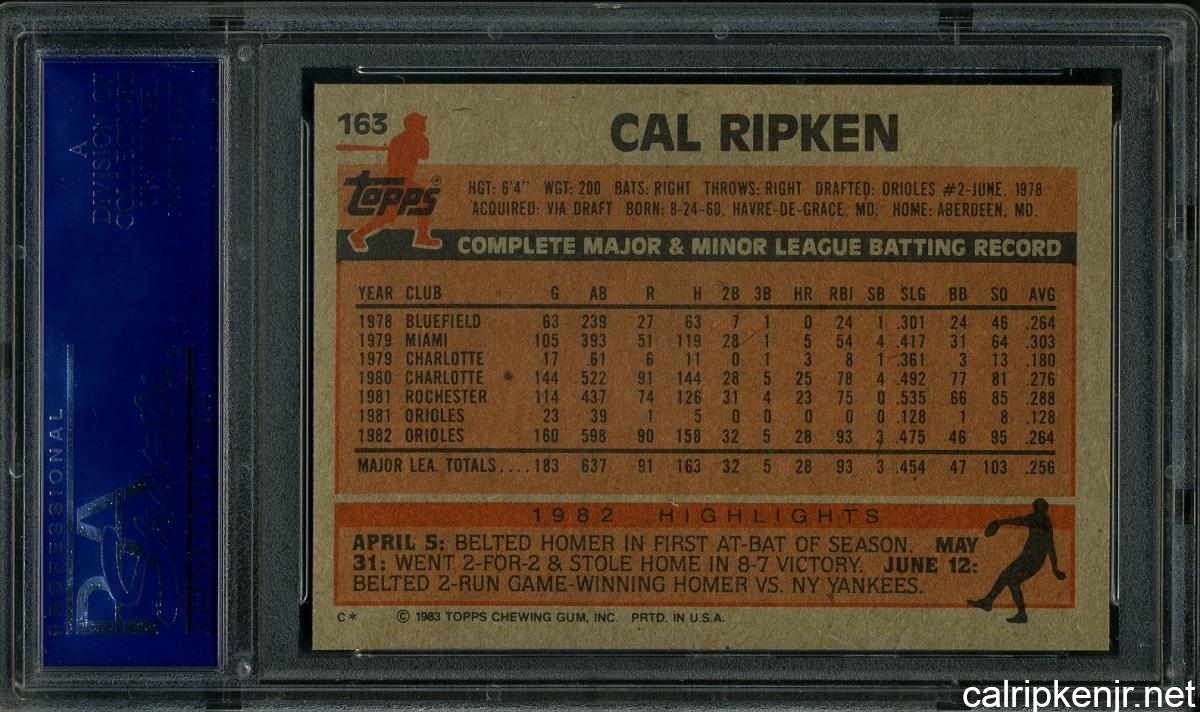 A
DIVISION OF
COLLECTORS
UNIVERSE
NASDAQ: CLCT
PROFESSIONAL
PSA
AUTHENTICATOR
163
CAL RIPKEN
topps®
HGT: 6'4" WGT: 200 BATS: RIGHT THROWS: RIGHT DRAFTED: ORIOLES #2-JUNE, 1978
ACQUIRED: VIA DRAFT BORN: 8-24-60, HAVRE-DE-GRACE, MD. HOME: ABERDEEN, MD.
COMPLETE MAJOR & MINOR LEAGUE BATTING RECORD
YEAR CLUB G AB R H 2B 3B HR RBI SB SLG BB SO AVG
1978 BLUEFIELD 63 239 27 63 7 1 0 24 1 .301 24 46 .264
1979 MIAMI 105 393 51 119 28 1 5 54 4 .417 31 64 .303
1979 CHARLOTTE 17 61 6 11 0 1 3 8 1 .361 3 13 .180
1980 CHARLOTTE 144 522 91 144 28 5 25 78 4 .492 77 81 .276
1981 ROCHESTER 114 437 74 126 31 4 23 75 0 .535 66 85 .288
1981 ORIOLES 23 39 1 5 0 0 0 0 0 .128 1 8 .128
1982 ORIOLES 160 598 90 158 32 5 28 93 3 .475 46 95 .264
MAJOR LEA. TOTALS.... 183 637 91 163 32 5 28 93 3 .454 47 103 .256
1982 HIGHLIGHTS
APRIL 5: BELTED HOMER IN FIRST AT-BAT OF SEASON. MAY
31: WENT 2-FOR-2 & STOLE HOME IN 8-7 VICTORY. JUNE 12:
BELTED 2-RUN GAME-WINNING HOMER VS. NY YANKEES.
C* © 1983 TOPPS CHEWING GUM, INC. PRTD. IN U.S.A.
calripkenjr.net